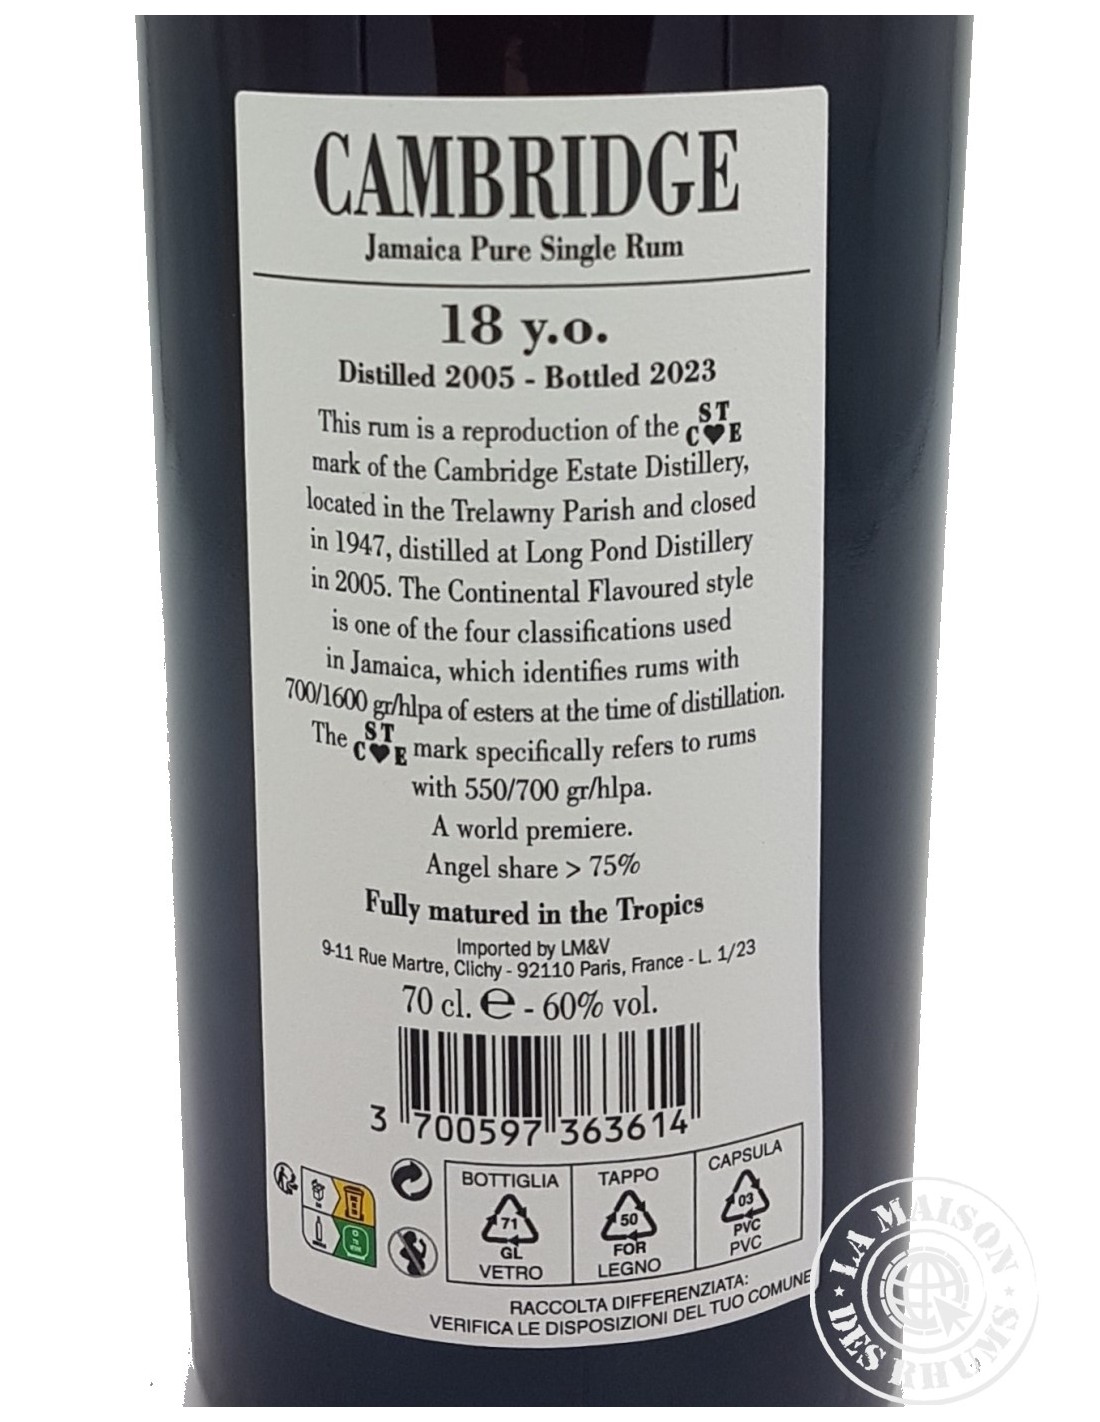 CAMBRIDGE
Jamaica Pure Single Rum
18 y.o.
Distilled 2005 - Bottled 2023
This rum is a reproduction of the STC♥E
mark of the Cambridge Estate Distillery,
located in the Trelawny Parish and closed
in 1947, distilled at Long Pond Distillery
in 2005. The Continental Flavoured style
is one of the four classifications used
in Jamaica, which identifies rums with
700/1600 gr/hlpa of esters at the time of distillation.
The STC♥E mark specifically refers to rums
with 550/700 gr/hlpa.
A world premiere.
Angel share > 75%
Fully matured in the Tropics
Imported by LM&V
9-11 Rue Martre, Clichy - 92110 Paris, France - L. 1/23
70 cl. e - 60% vol.
3 700597 363614
BOTTIGLIA TAPPO CAPSULA
71 50 03
GL FOR PVC
VETRO LEGNO PVC
RACCOLTA DIFFERENZIATA:
VERIFICA LE DISPOSIZIONI DEL TUO COMUNE
LA MAISON
DES RHUMS